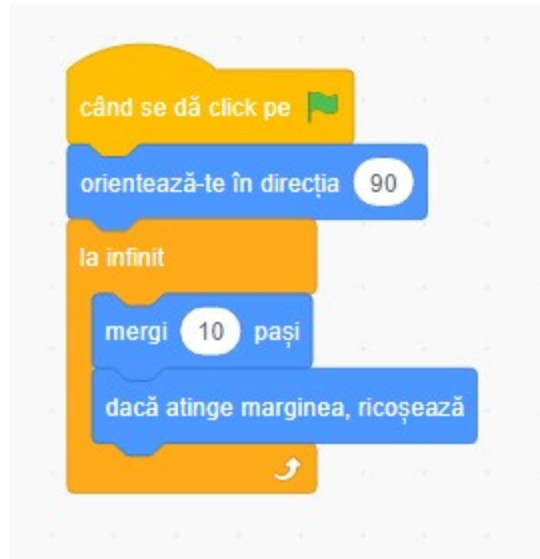 când se dă click pe
orientează-te în direcția 90
la infinit
mergi 10 pași
dacă atinge marginea, ricoșează